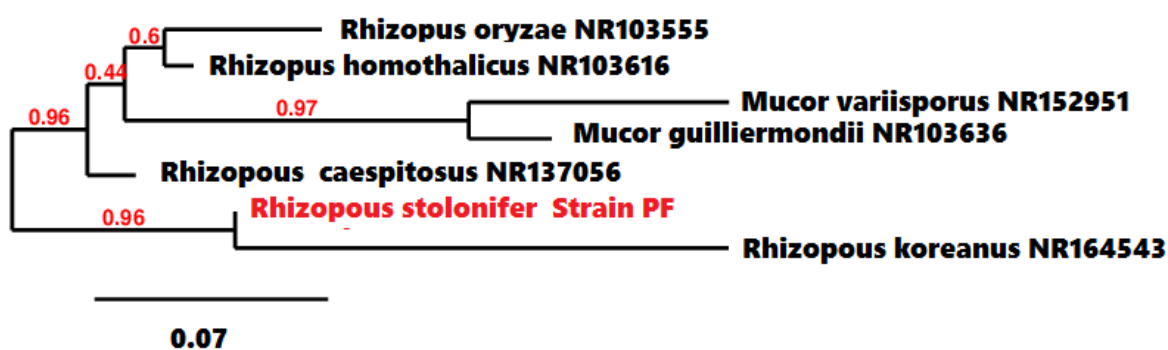 0.6
Rhizopus oryzae NR103555
Rhizopus homothalicus NR103616
0.44
0.97
Mucor variisporus NR152951
0.96
Mucor guilliermondii NR103636
Rhizopous caespitosus NR137056
Rhizopous stolonifer Strain PF
0.96
Rhizopous koreanus NR164543
0.07